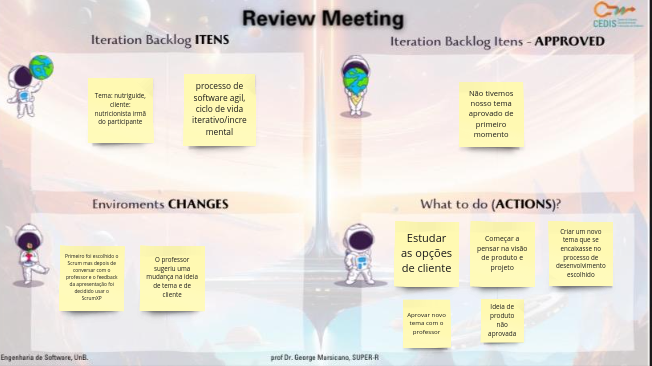 Review Meeting
CEDIS
Iteration Backlog ITENS
Iteration Backlog Itens - APPROVED
Tema: nutriguide,
cliente:
nutricionista irmã
do participante
processo de
software agil,
ciclo de vida
iterativo/incre
mental
Não tivemos
nosso tema
aprovado de
primeiro
momento
Enviroments CHANGES
What to do (ACTIONS)?
Primeiro foi escolhido o
Scrum mas depois de
conversar com o
professor e o feedback
da apresentação foi
decidido usar o
ScrumXP
O professor
sugeriu uma
mudança na ideia
de tema e de
cliente
Estudar
as opções
de cliente
Começar a
pensar na visão
de produto e
projeto
Criar um novo
tema que se
encaixasse no
processo de
desenvolvimento
escolhido
Aprovar novo
tema com o
professor
Ideia de
produto
não
aprovada
Engenharia de Software, UnB.
prof Dr. George Marsicano, SUPER-R